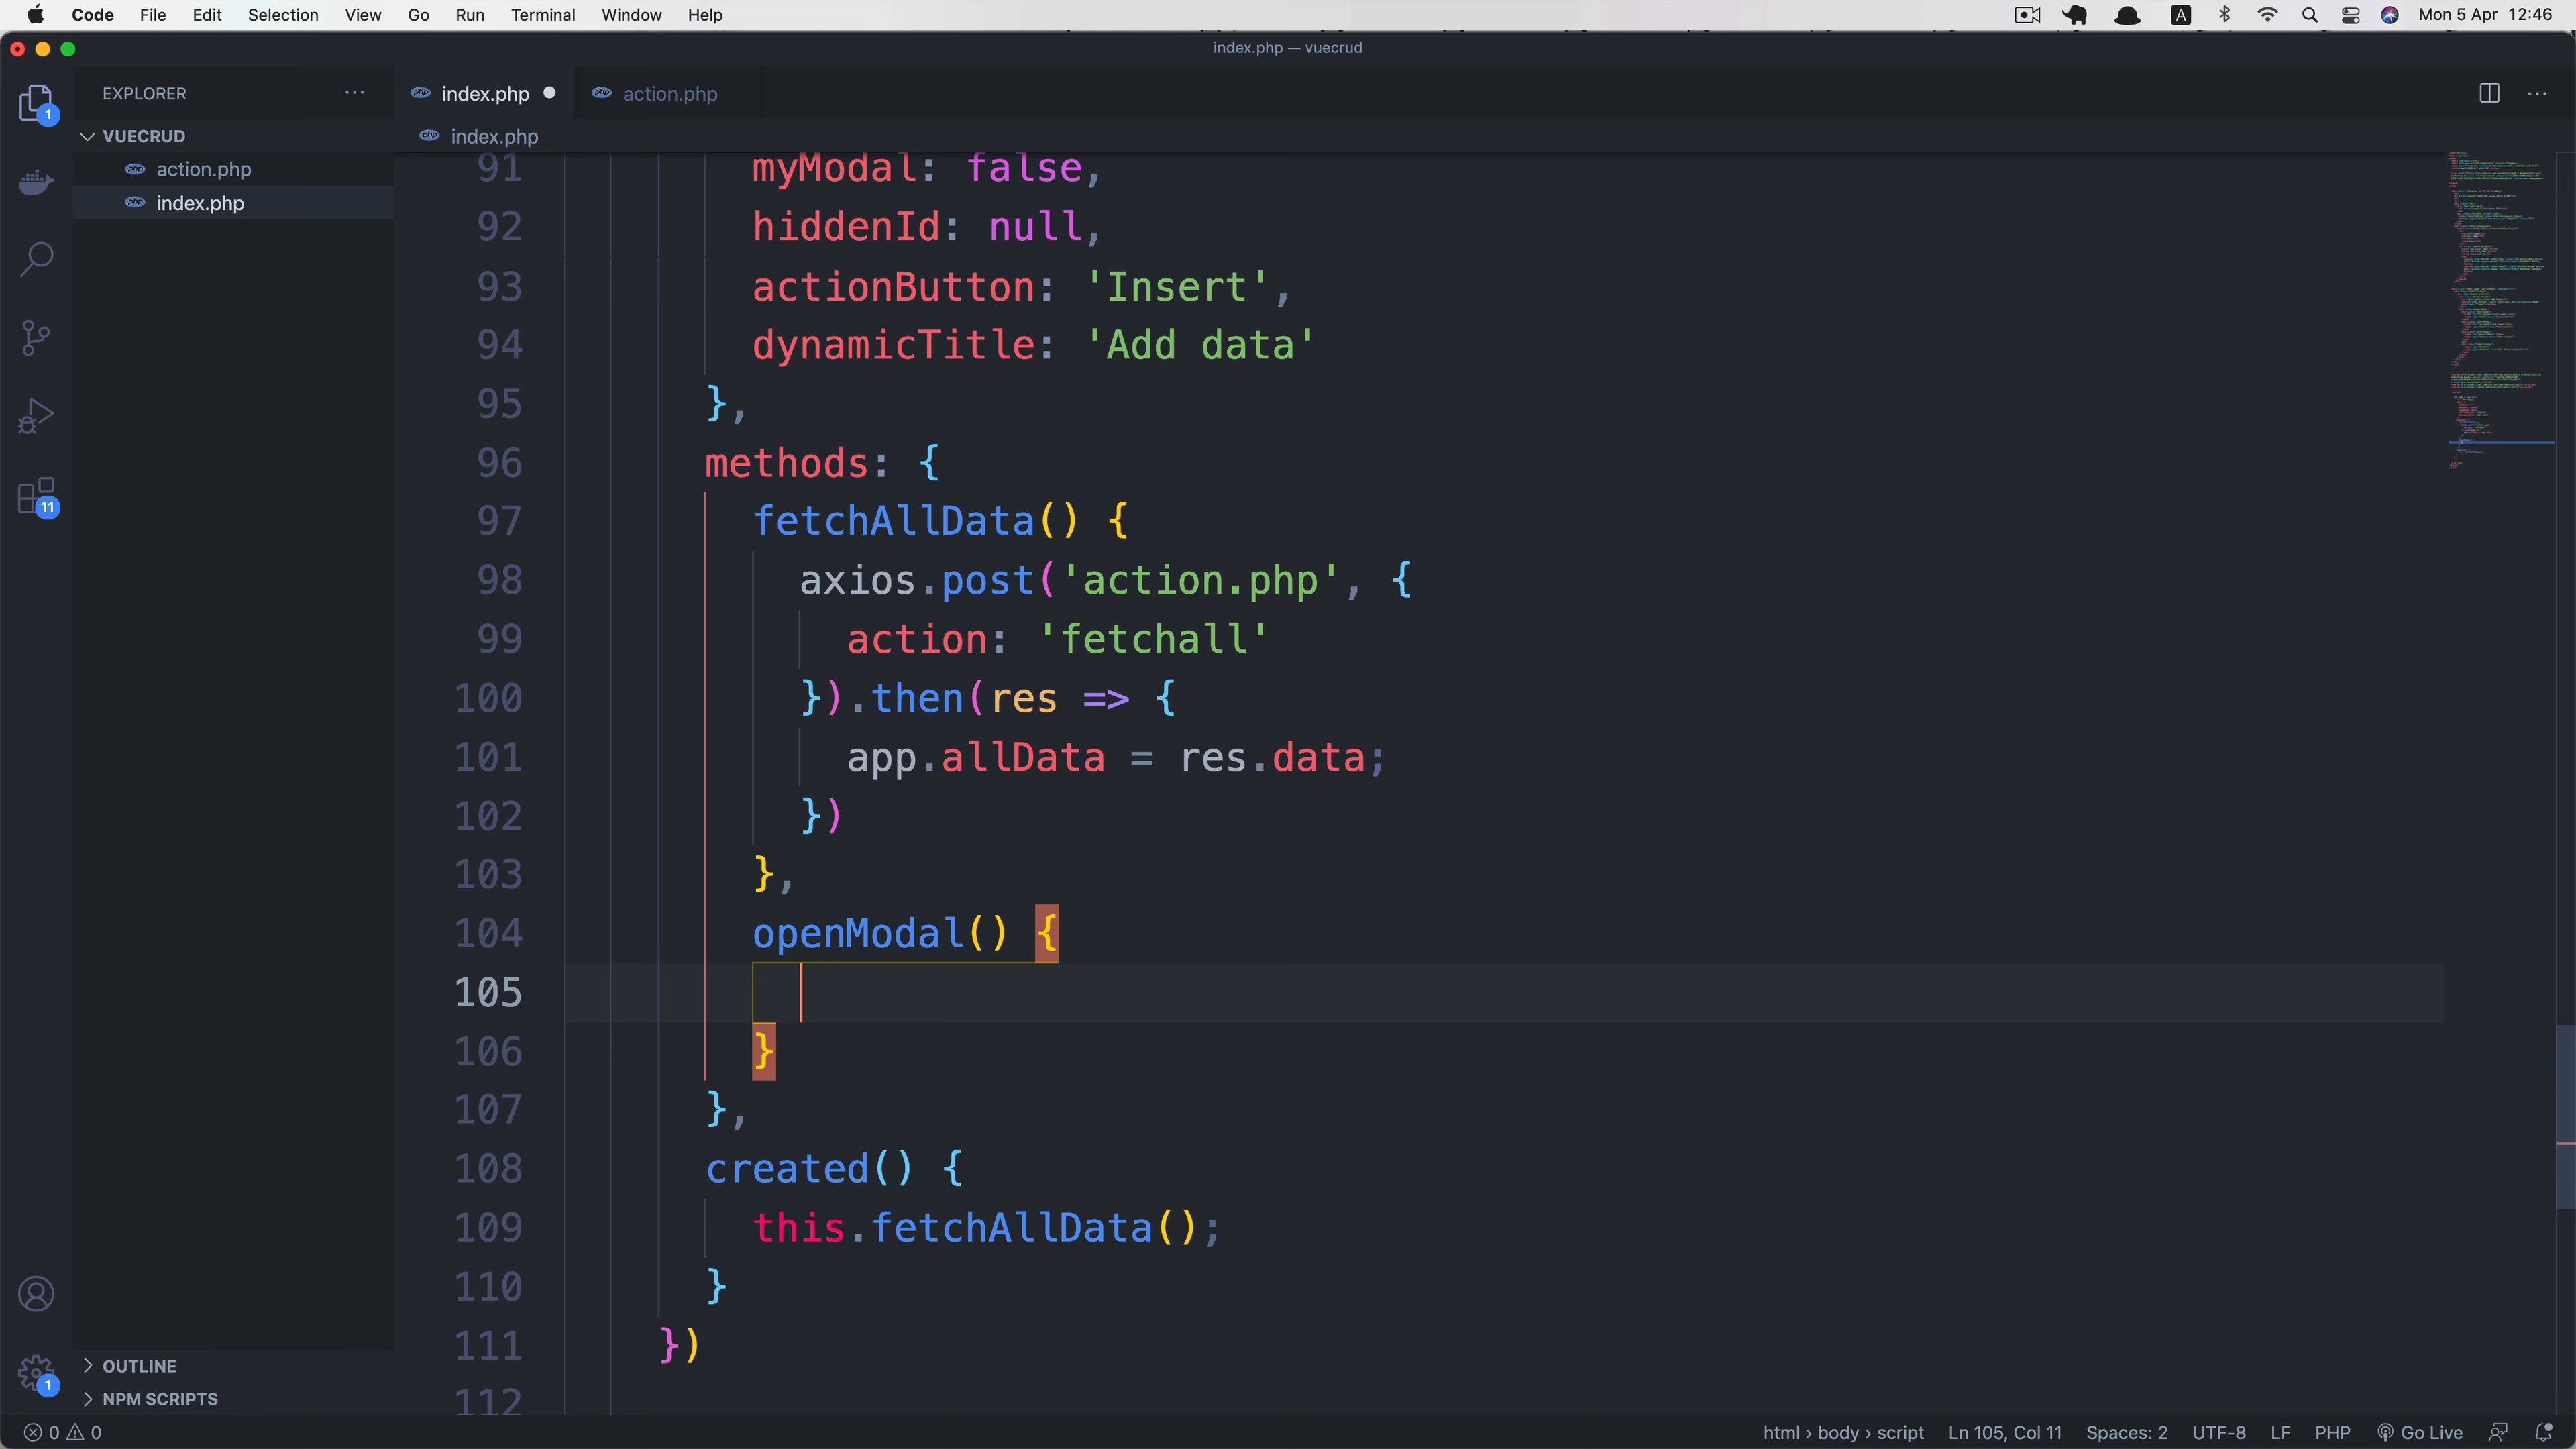 Code File Edit Selection View Go Run Terminal Window Help A Mon 5 Apr 12:46
index.php — vuecrud
EXPLORER ...
index.php
action.php
...
VUECRUD
action.php
index.php
index.php
91 myModal: false,
92 hiddenId: null,
93 actionButton: 'Insert',
94 dynamicTitle: 'Add data'
95 },
96 methods: {
97 fetchAllData() {
98 axios.post('action.php', {
99 action: 'fetchall'
100 }).then(res => {
101 app.allData = res.data;
102 })
103 },
104 openModal() {
105
106 }
107 },
108 created() {
109 this.fetchAllData();
110 }
111 })
112
1
11
1
OUTLINE
NPM SCRIPTS
0 0 html › body › script Ln 105, Col 11 Spaces: 2 UTF-8 LF PHP Go Live